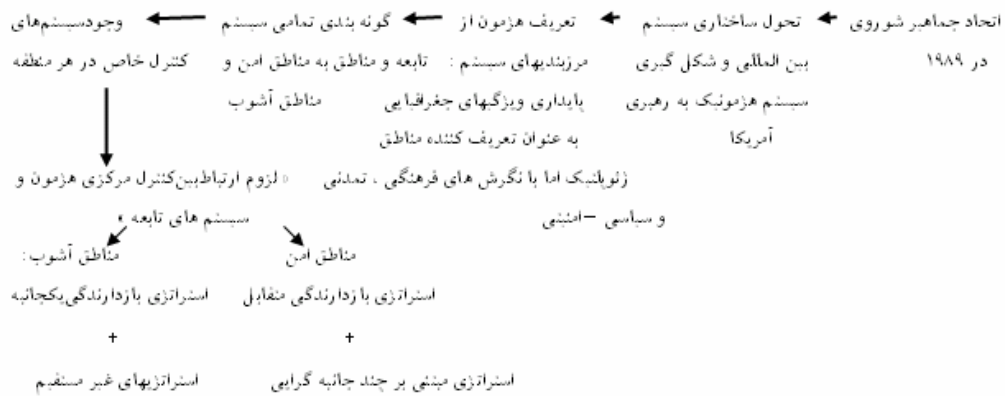 اتحاد جماهیر شوروی
در ۱۹۸۹
تحول ساختاری سیستم
بین المللی و شکل گیری
سیستم هژمونیک به رهبری
آمریکا
تعریف هژمون از
مرزبندیهای سیستم :
پایداری ویژگیهای جغرافیایی
به عنوان تعریف کننده مناطق
ژئوپلتیک اما با نگرش های فرهنگی ، تمدنی
و سیاسی – امنیتی
گونه بندی تمامی سیستم
تابعه و مناطق به مناطق امن و
مناطق آشوب
وجودسیستم‌های
کنترل خاص در هر منطقه
« لزوم ارتباط‌بین‌کنترل مرکزی هژمون و
سیستم های تابعه »
مناطق امن
استراتژی بازدارندگی متقابل
+
استراتژی مبتنی بر چند جانبه گرایی
مناطق آشوب :
استراتژی بازدارندگی یکجانبه
+
استراتژیهای غیر مستقیم